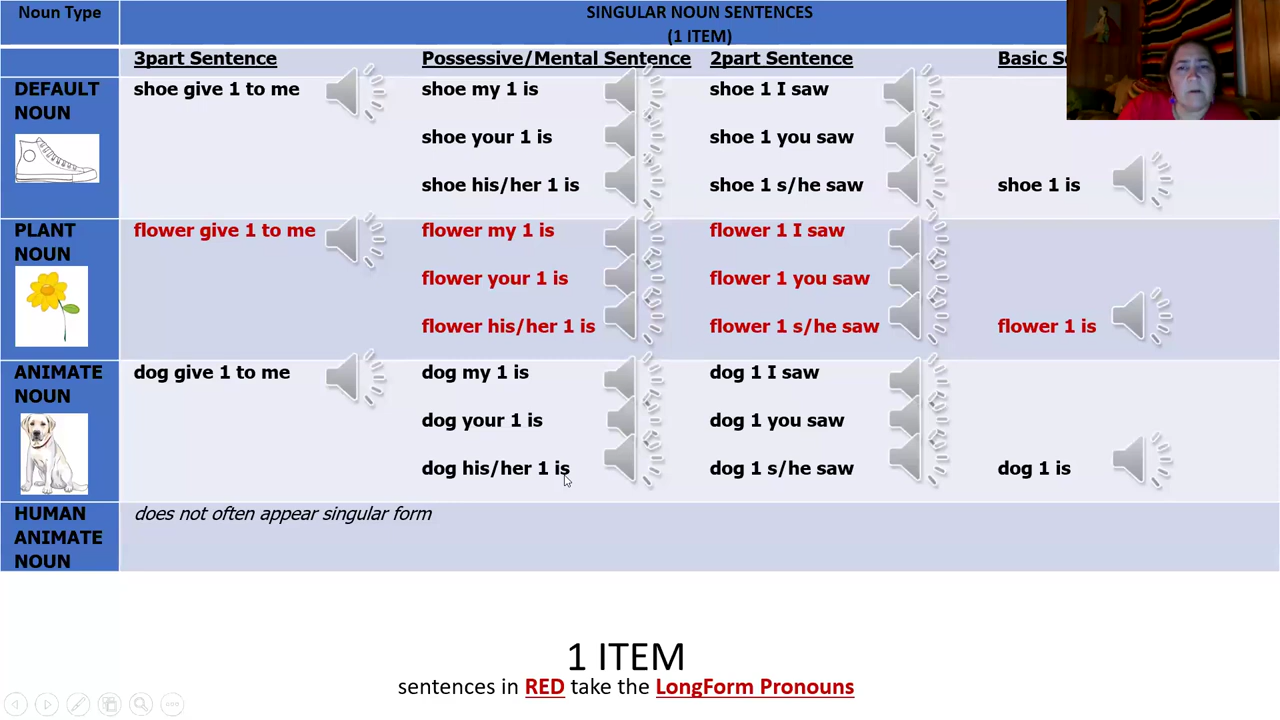 Noun Type
SINGULAR NOUN SENTENCES
(1 ITEM)
3part Sentence
Possessive/Mental Sentence
2part Sentence
Basic
DEFAULT
NOUN
shoe give 1 to me
shoe my 1 is
shoe 1 I saw
shoe your 1 is
shoe 1 you saw
shoe his/her 1 is
shoe 1 s/he saw
shoe 1 is
PLANT
NOUN
flower give 1 to me
flower my 1 is
flower 1 I saw
flower your 1 is
flower 1 you saw
flower his/her 1 is
flower 1 s/he saw
flower 1 is
ANIMATE
NOUN
dog give 1 to me
dog my 1 is
dog 1 I saw
dog your 1 is
dog 1 you saw
dog his/her 1 is
dog 1 s/he saw
dog 1 is
HUMAN
ANIMATE
NOUN
does not often appear singular form
1 ITEM
sentences in RED take the LongForm Pronouns